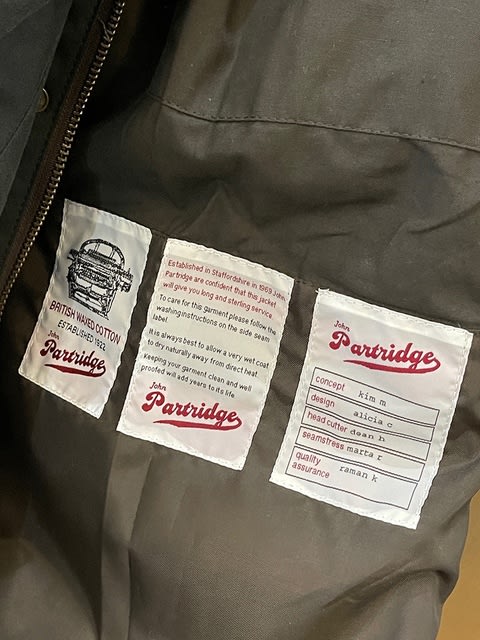 BRITISH WAXED COTTON
ESTABLISHED 1922
John
Partridge
Established in Staffordshire in 1969 John
Partridge are confident that this jacket
will give you long and sterling service.
To care for this garment please follow the
washing instructions on the side seam
label.
It is always best to allow a very wet coat
to dry naturally away from direct heat.
Keeping your garment clean and well
proofed will add years to its life.
John
Partridge
John
Partridge
concept kim m
design alicia c
head cutter dean h
seamstress marta r
quality
assurance raman k